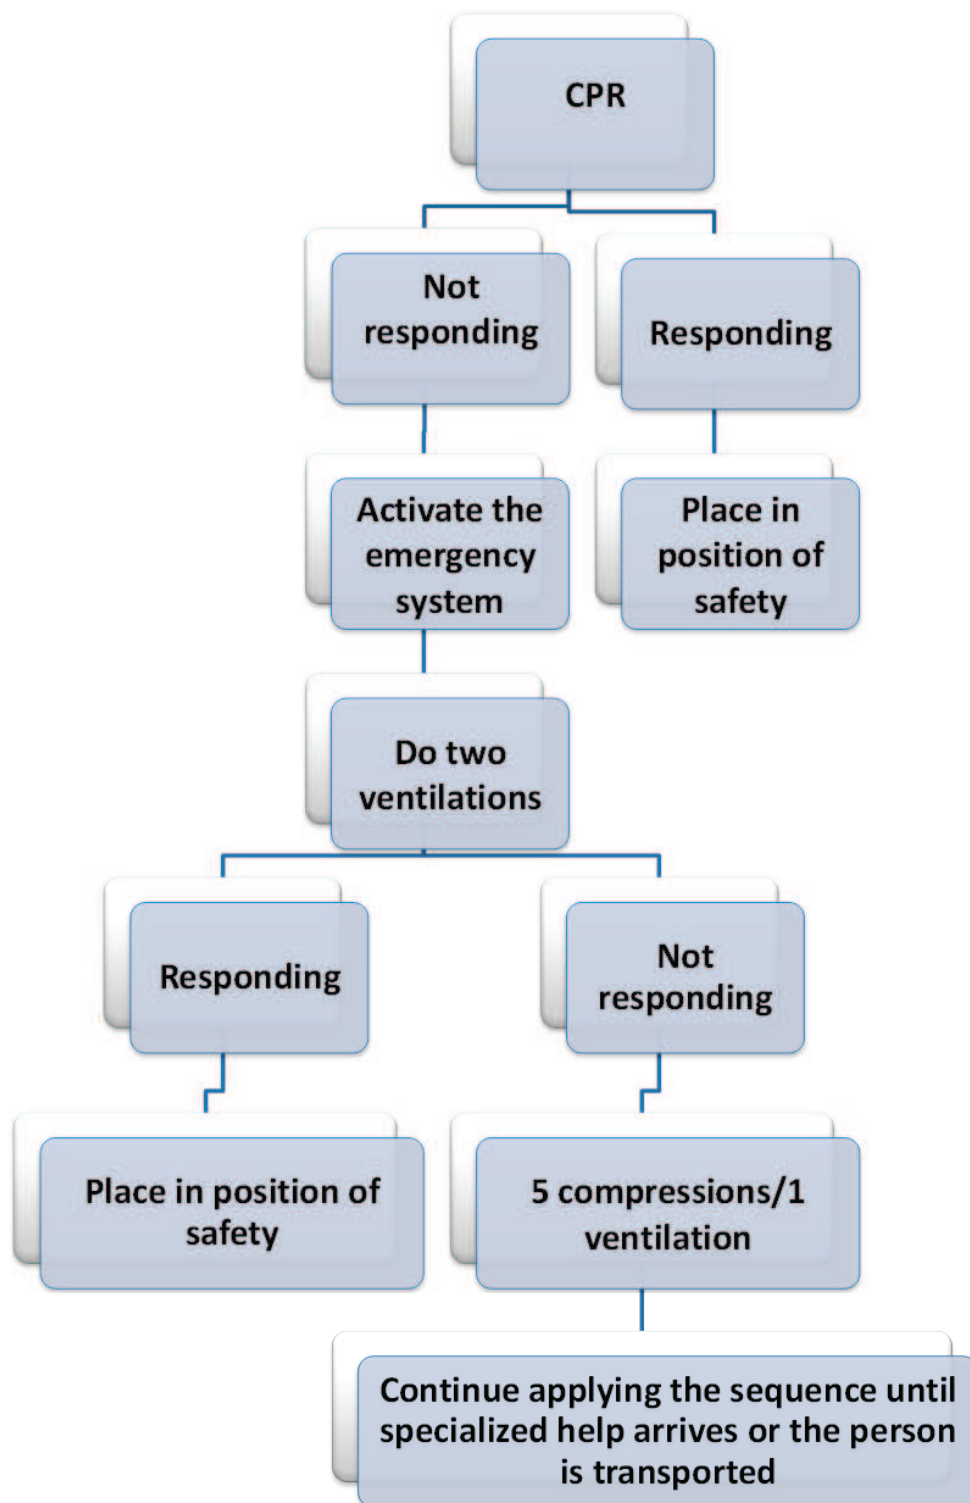 CPR
Not
responding
Responding
Activate the
emergency
system
Place in
position of
safety
Do two
ventilations
Responding
Not
responding
Place in position of
safety
5 compressions/1
ventilation
Continue applying the sequence until
specialized help arrives or the person
is transported